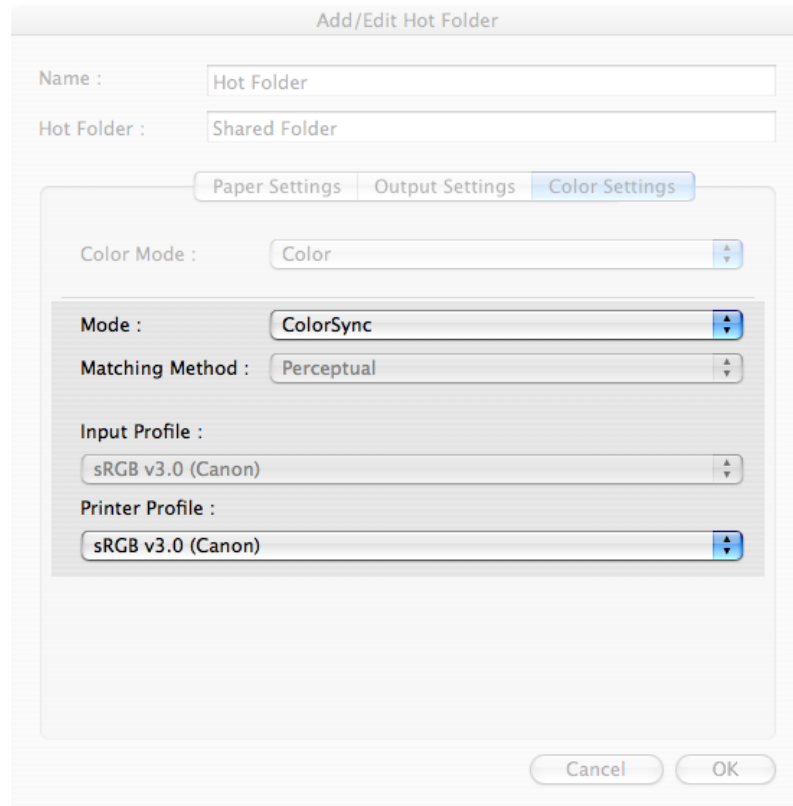 Add/Edit Hot Folder
Name : Hot Folder
Hot Folder : Shared Folder
Paper Settings Output Settings Color Settings
Color Mode : Color
Mode : ColorSync
Matching Method : Perceptual
Input Profile :
sRGB v3.0 (Canon)
Printer Profile :
sRGB v3.0 (Canon)
Cancel OK